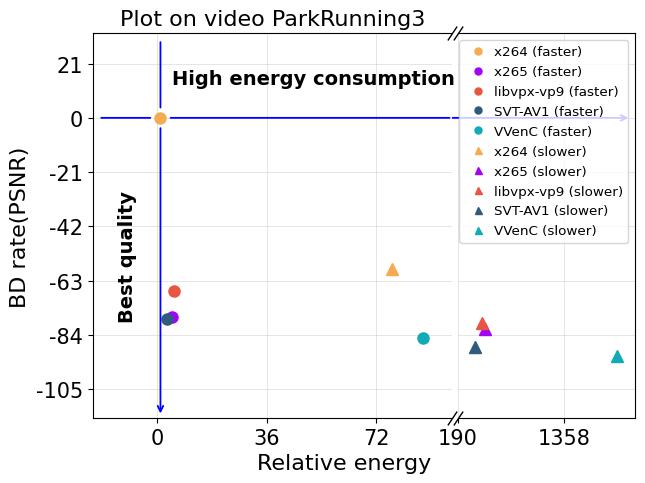 Plot on video ParkRunning3
High energy consumption
Best quality
x264 (faster)
x265 (faster)
libvpx-vp9 (faster)
SVT-AV1 (faster)
VVenC (faster)
x264 (slower)
x265 (slower)
libvpx-vp9 (slower)
SVT-AV1 (slower)
VVenC (slower)
BD rate(PSNR)
21
0
-21
-42
-63
-84
-105
0 36 72 190 1358
Relative energy